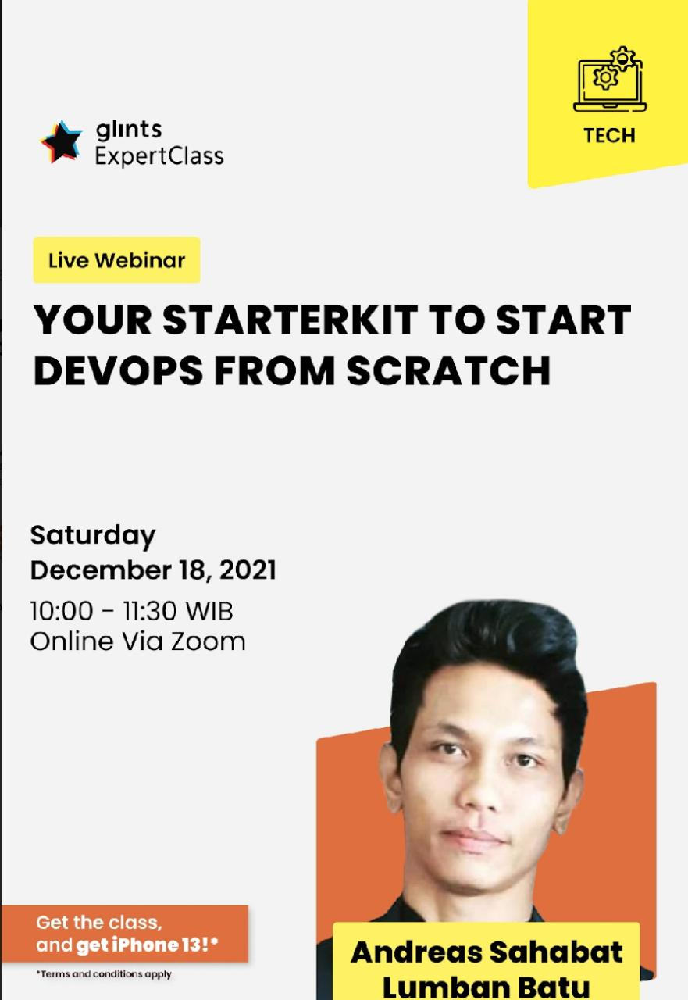 TECH
glints
ExpertClass
Live Webinar
YOUR STARTERKIT TO START
DEVOPS FROM SCRATCH
Saturday
December 18, 2021
10:00 – 11:30 WIB
Online Via Zoom
Get the class,
and get iPhone 13!*
*Terms and conditions apply
Andreas Sahabat
Lumban Batu